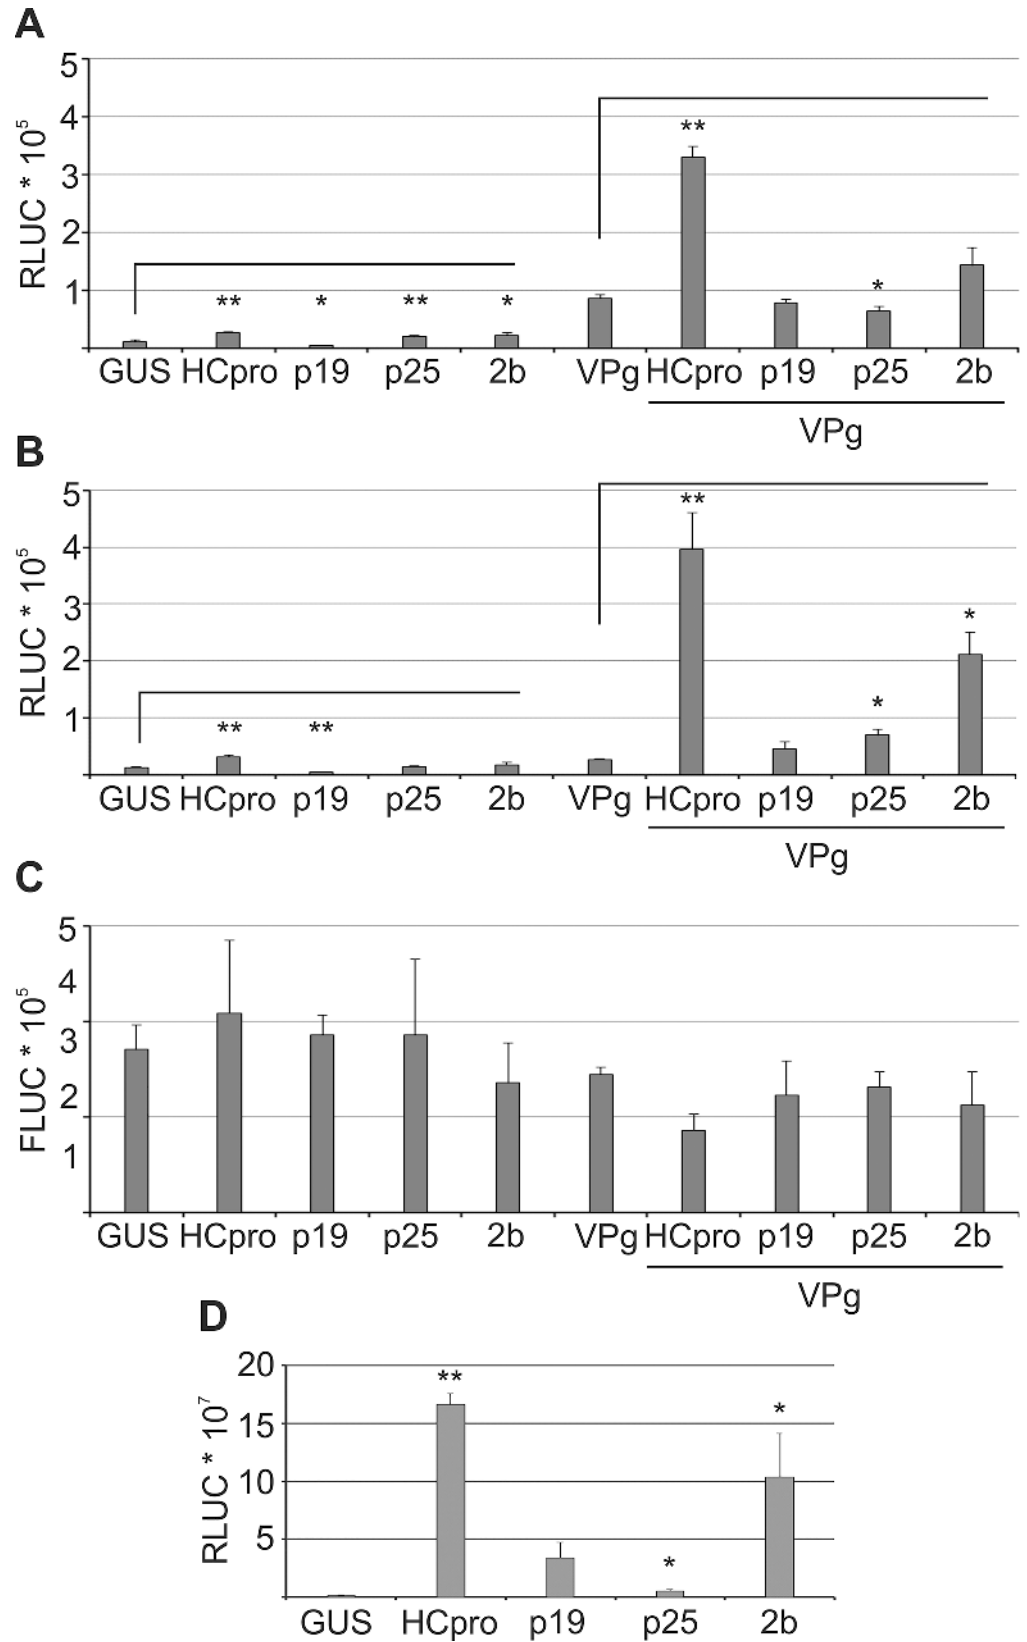 A
RLUC * 10⁵
5
4
3
2
1
** * ** *
** *
GUS HCpro p19 p25 2b VPg HCpro p19 p25 2b
VPg
B
RLUC * 10⁵
5
4
3
2
1
** **
** * *
GUS HCpro p19 p25 2b VPg HCpro p19 p25 2b
VPg
C
FLUC * 10⁵
5
4
3
2
1
GUS HCpro p19 p25 2b VPg HCpro p19 p25 2b
VPg
D
RLUC * 10⁷
20
15
10
5
** * *
GUS HCpro p19 p25 2b